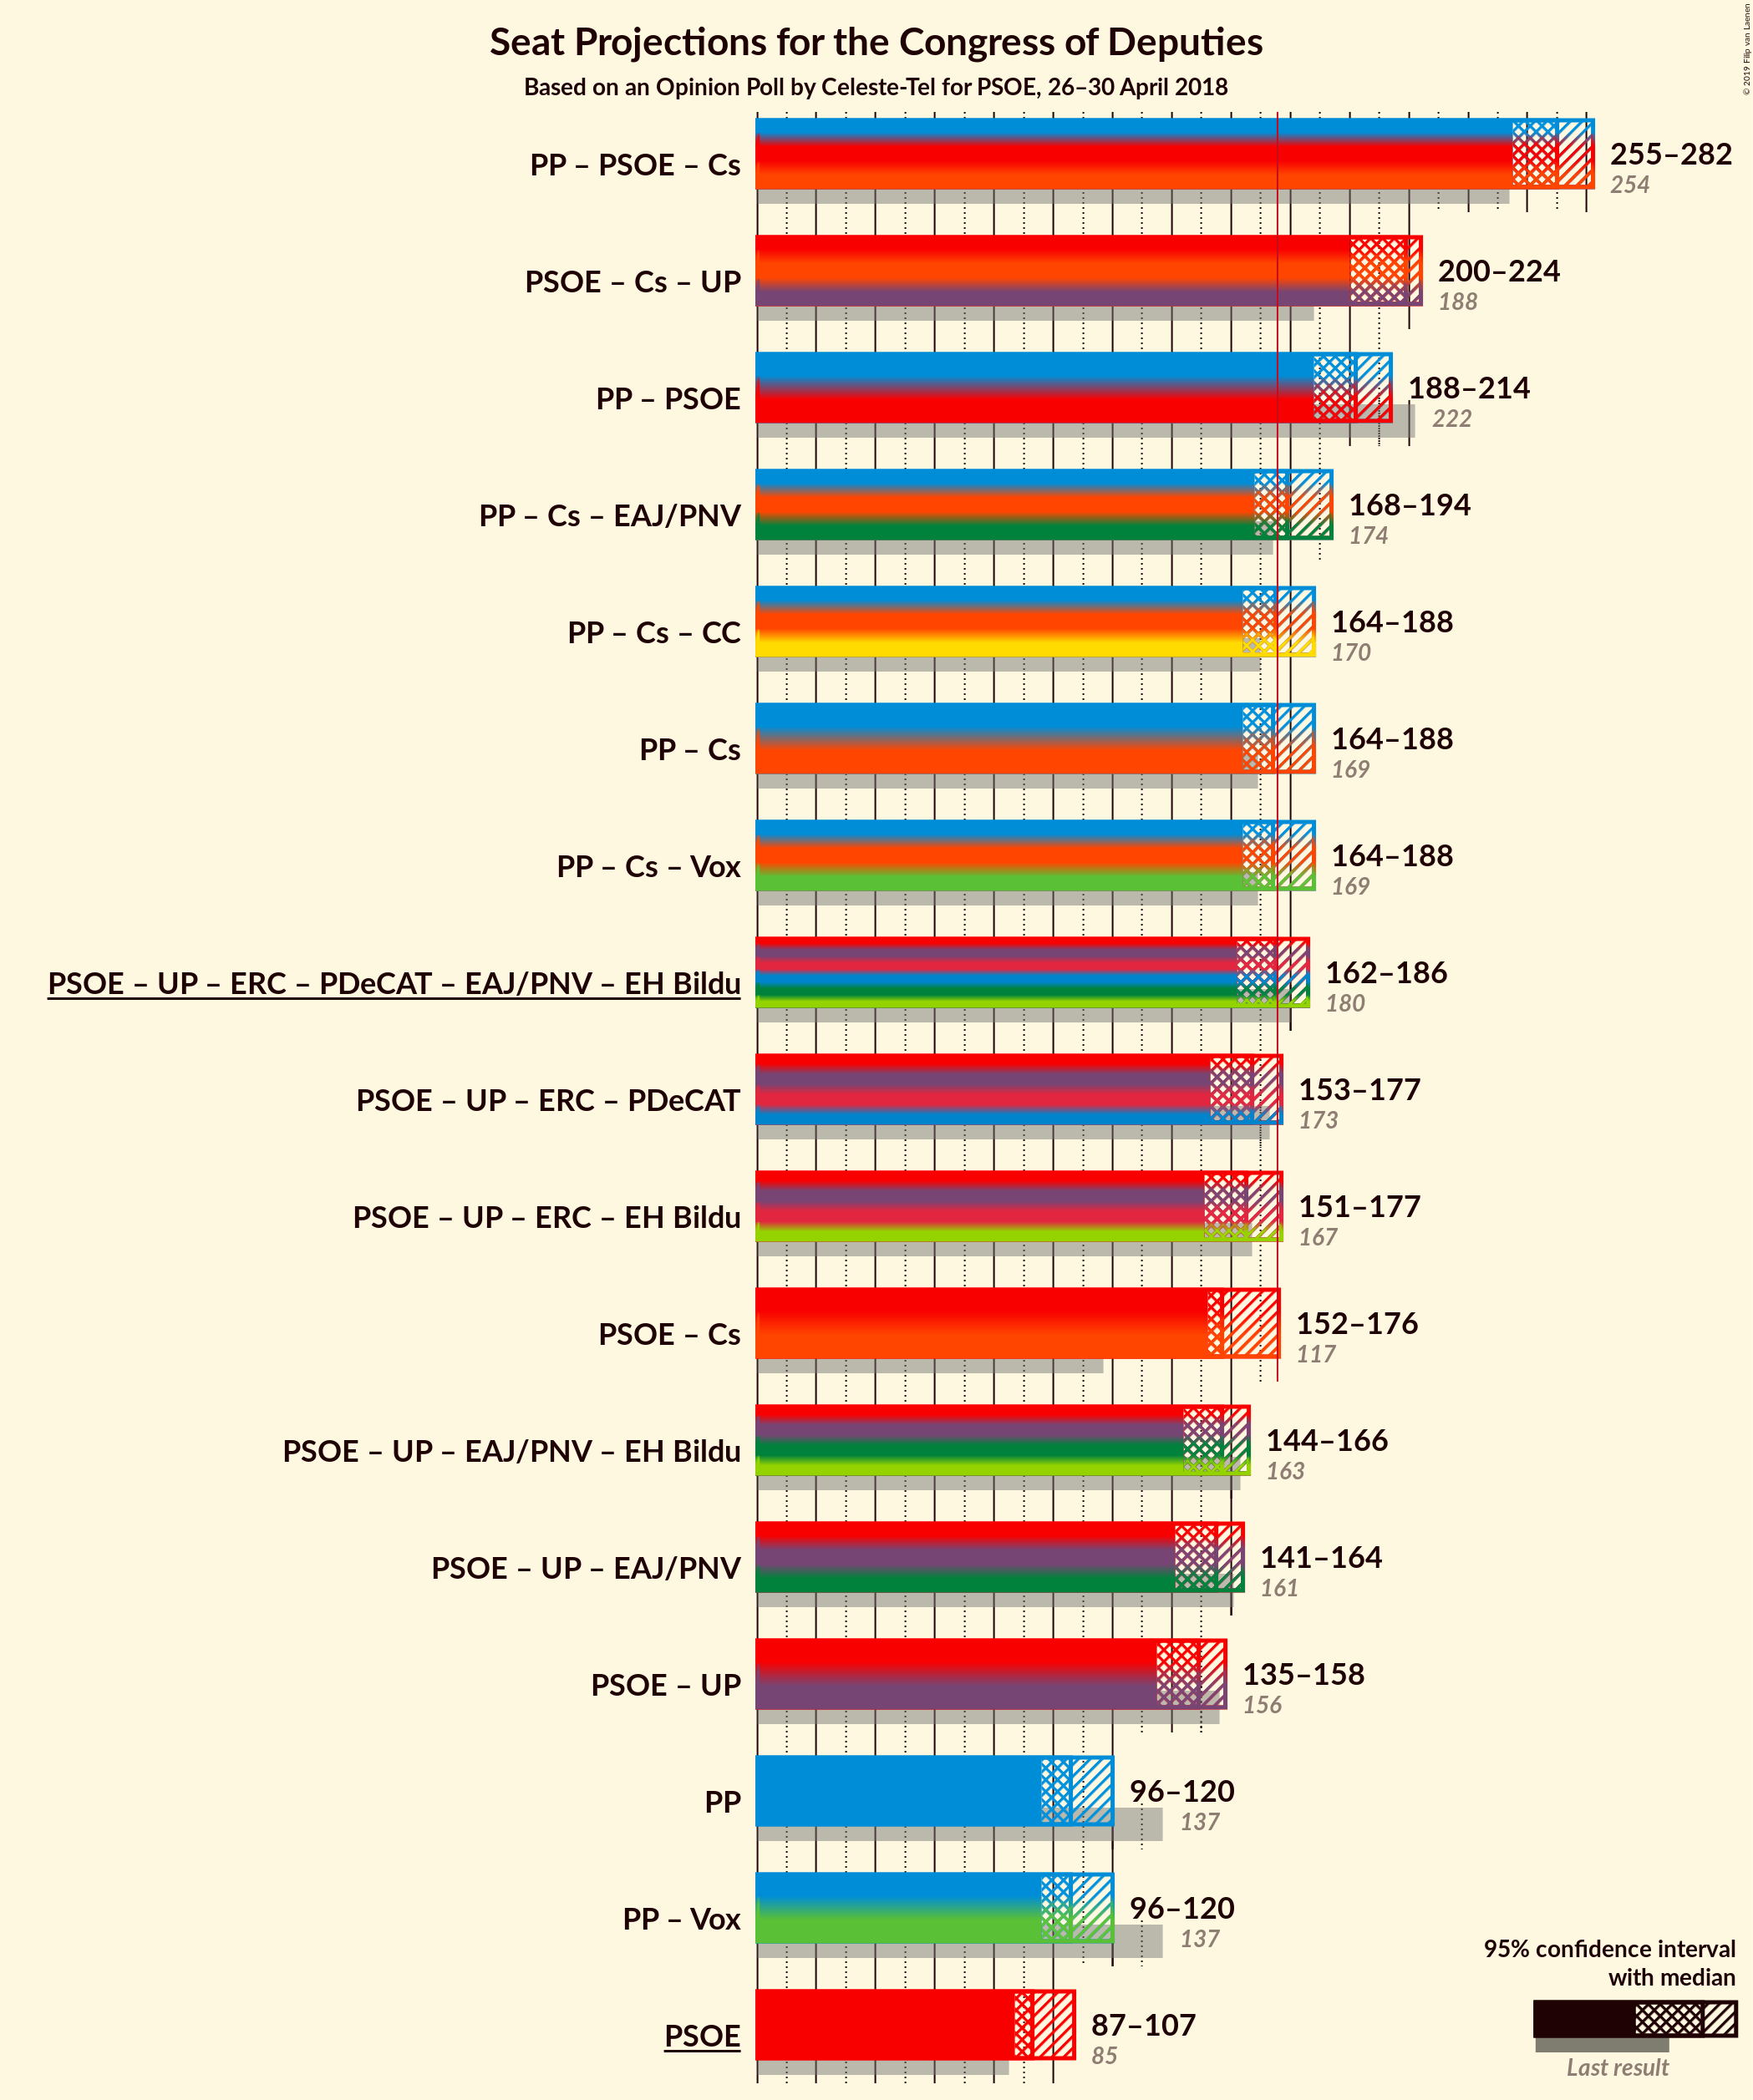 © 2019 Filip van Laenen
Seat Projections for the Congress of Deputies
Based on an Opinion Poll by Celeste-Tel for PSOE, 26–30 April 2018
PP – PSOE – Cs
255–282
254
PSOE – Cs – UP
200–224
188
PP – PSOE
188–214
222
PP – Cs – EAJ/PNV
168–194
174
PP – Cs – CC
164–188
170
PP – Cs
164–188
169
PP – Cs – Vox
164–188
169
PSOE – UP – ERC – PDeCAT – EAJ/PNV – EH Bildu
162–186
180
PSOE – UP – ERC – PDeCAT
153–177
173
PSOE – UP – ERC – EH Bildu
151–177
167
PSOE – Cs
152–176
117
PSOE – UP – EAJ/PNV – EH Bildu
144–166
163
PSOE – UP – EAJ/PNV
141–164
161
PSOE – UP
135–158
156
PP
96–120
137
PP – Vox
96–120
137
PSOE
87–107
85
95% confidence interval
with median
Last result